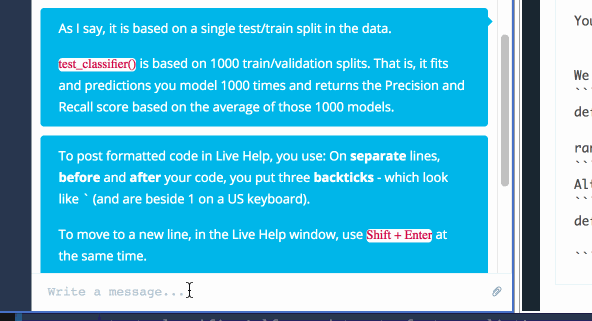 As I say, it is based on a single test/train split in the data.
test_classifier() is based on 1000 train/validation splits. That is, it fits
and predictions you model 1000 times and returns the Precision and
Recall score based on the average of those 1000 models.
To post formatted code in Live Help, you use: On separate lines,
before and after your code, you put three backticks - which look
like ` (and are beside 1 on a US keyboard).
To move to a new line, in the Live Help window, use Shift + Enter at
the same time.
Write a message...
You
We
```
def
ran
```
Alt
```
def
```